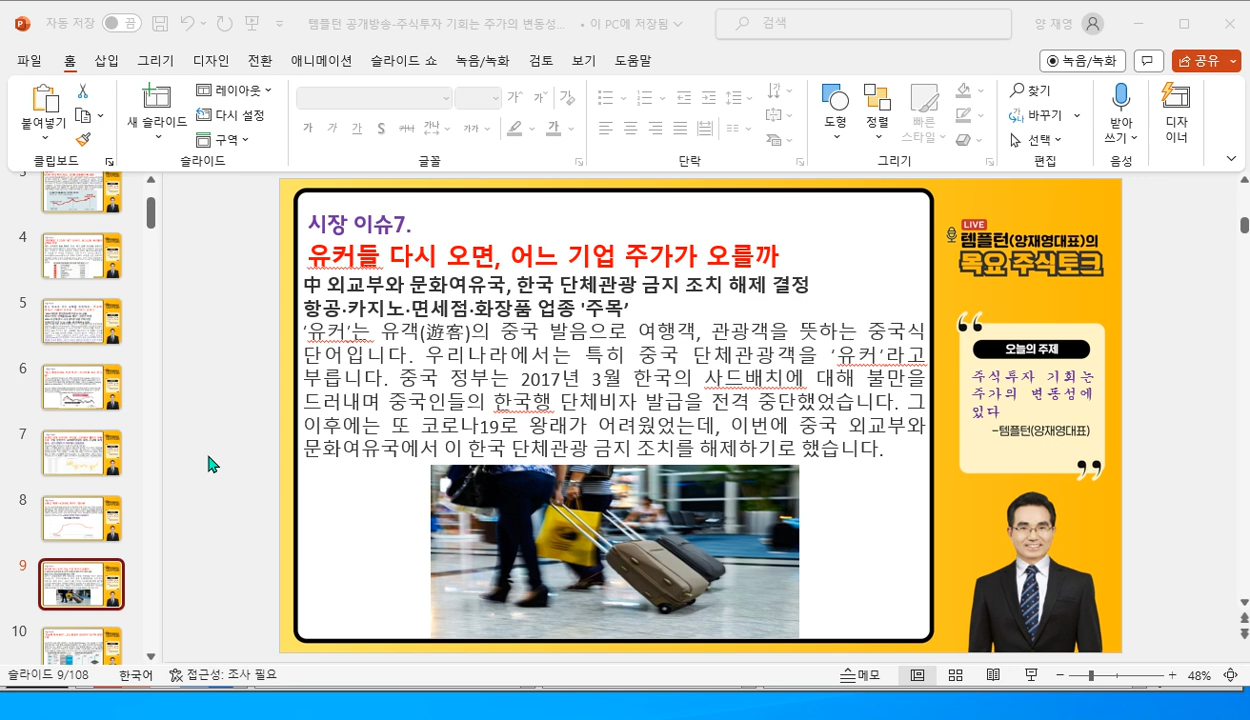 자동 저장
끔
템플턴 공개방송-주식투자 기회는 주가의 변동성... • 이 PC에 저장됨
검색
양 재영
파일
홈
삽입
그리기
디자인
전환
애니메이션
슬라이드 쇼
녹음/녹화
검토
보기
도움말
녹음/녹화
공유
붙여넣기
새 슬라이드
레이아웃
다시 설정
구역
가 가 가 S 가나 가가 가
빠른 스타일
도형
정렬
찾기
바꾸기
선택
받아쓰기
디자이너
클립보드
슬라이드
글꼴
단락
그리기
편집
음성
3
4
5
6
7
8
9
10
시장 이슈7.
유커들 다시 오면, 어느 기업 주가가 오를까
中 외교부와 문화여유국, 한국 단체관광 금지 조치 해제 결정
항공·카지노·면세점·화장품 업종 '주목’
‘유커’는 유객(遊客)의 중국 발음으로 여행객, 관광객을 뜻하는 중국식
단어입니다. 우리나라에서는 특히 중국 단체관광객을 ‘유커‘라고
부릅니다. 중국 정부는 2017년 3월 한국의 사드배치에 대해 불만을
드러내며 중국인들의 한국행 단체비자 발급을 전격 중단했었습니다. 그
이후에는 또 코로나19로 왕래가 어려웠었는데, 이번에 중국 외교부와
문화여유국에서 이 한국 단체관광 금지 조치를 해제하기로 했습니다.
LIVE
템플턴(양재영대표)의
목요 주식토크
오늘의 주제
주식투자 기회는
주가의 변동성에
있다
-템플턴(양재영대표)
슬라이드 9/108
한국어
접근성: 조사 필요
메모
48%